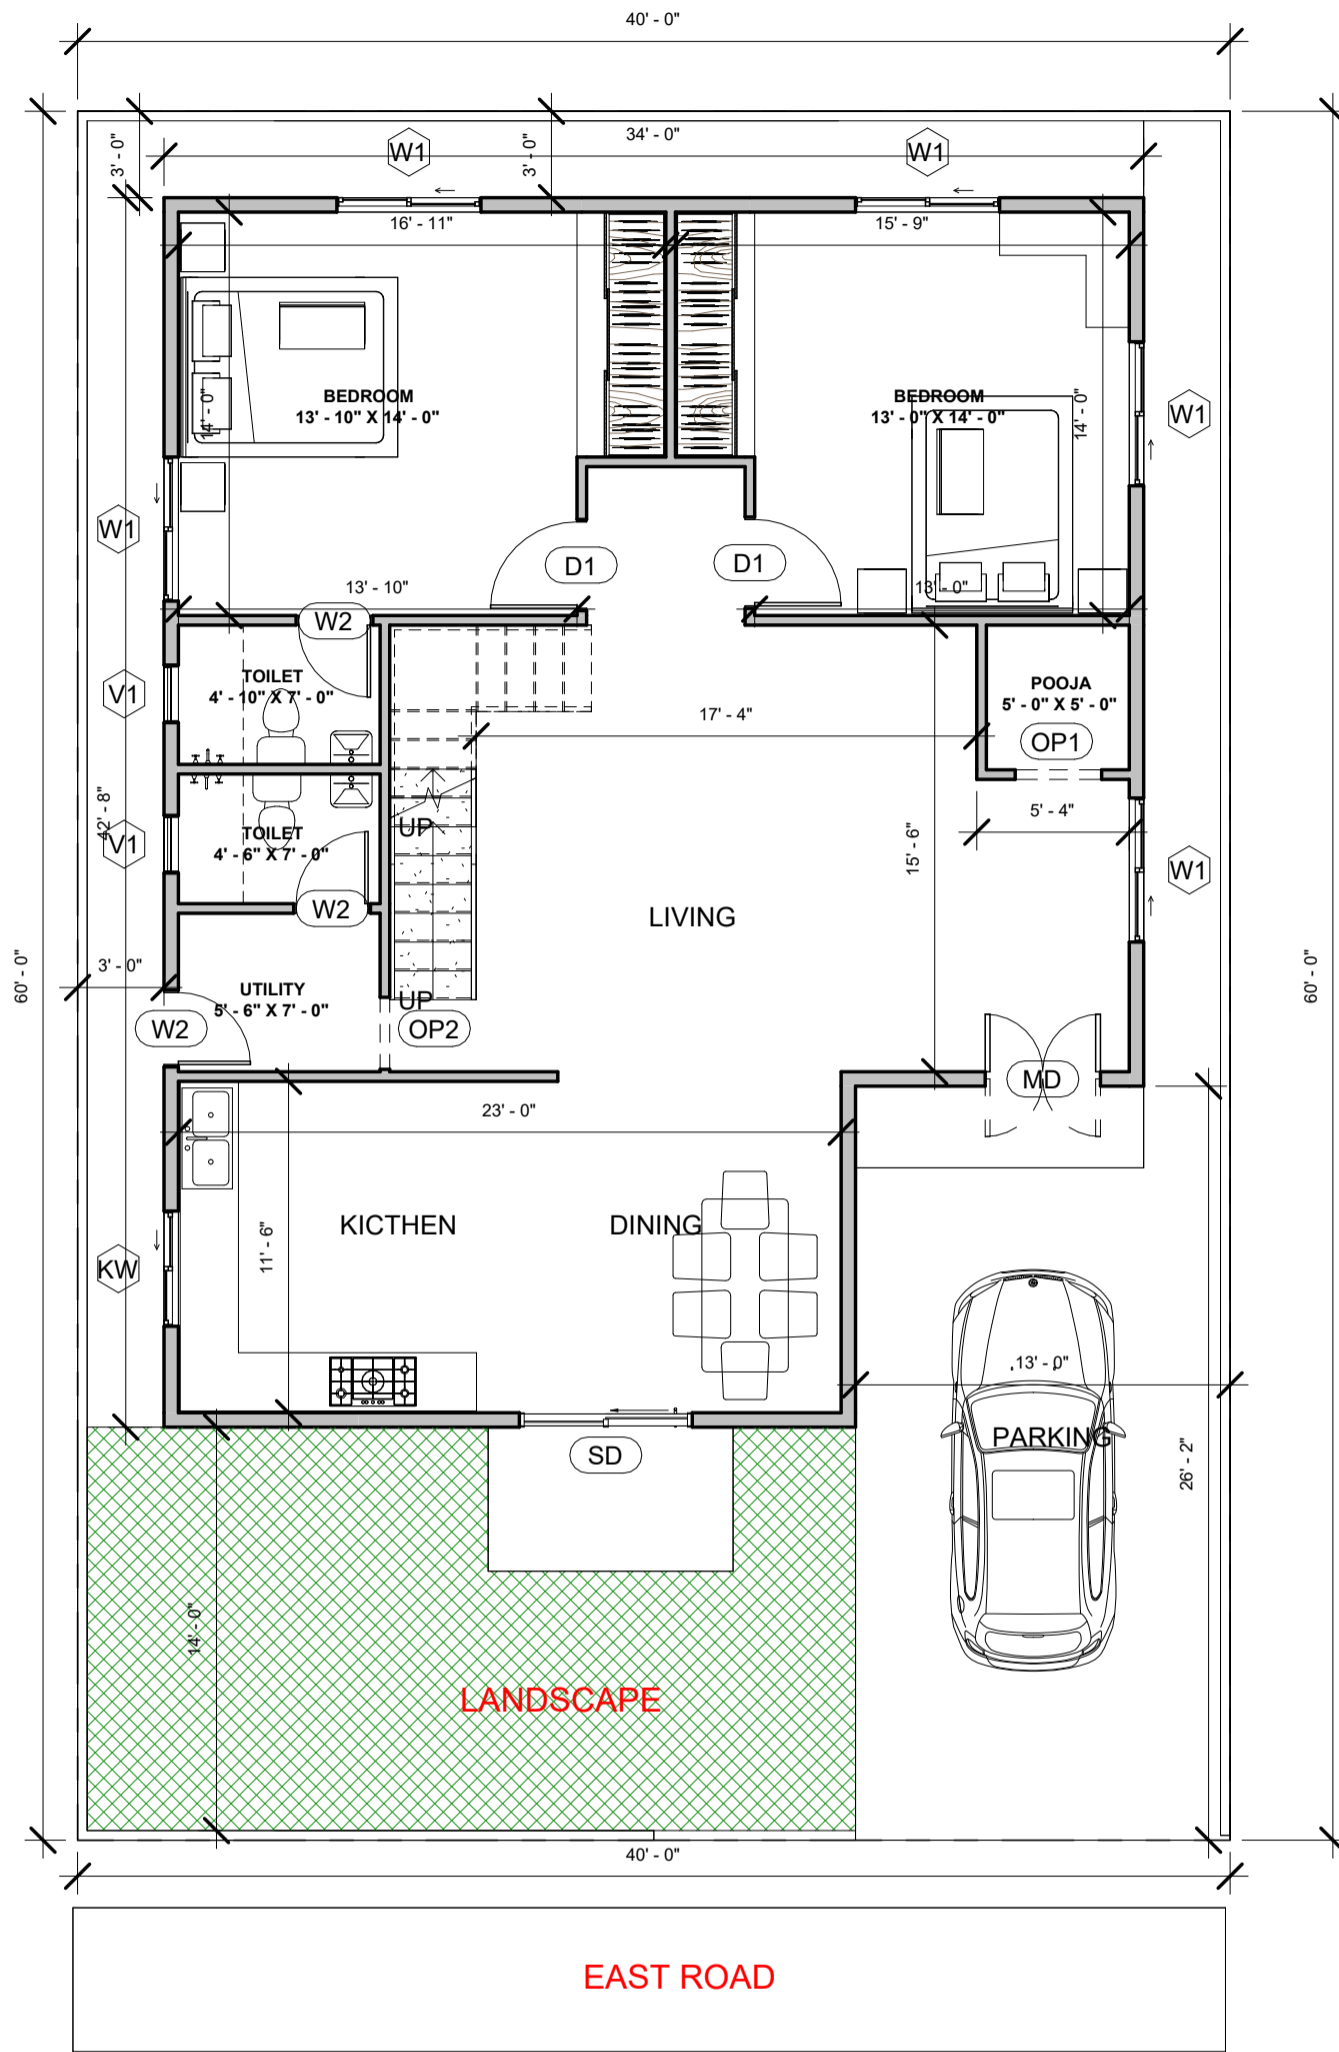 40' - 0"
34' - 0"
3' - 0"
3' - 0"
W1
W1
16' - 11"
15' - 9"
BEDROOM
13' - 10" X 14' - 0"
14' - 0"
BEDROOM
13' - 0" X 14' - 0"
14' - 0"
W1
W1
D1
D1
13' - 10"
13' - 0"
W2
TOILET
4' - 10" X 7' - 0"
V1
POOJA
5' - 0" X 5' - 0"
17' - 4"
OP1
42' - 8"
5' - 4"
UP
TOILET
4' - 6" X 7' - 0"
V1
15' - 6"
W1
W2
LIVING
3' - 0"
60' - 0"
60' - 0"
UTILITY
5' - 6" X 7' - 0"
UP
W2
OP2
MD
23' - 0"
KICTHEN
DINING
11' - 6"
KW
13' - 0"
PARKING
SD
26' - 2"
14' - 0"
LANDSCAPE
40' - 0"
EAST ROAD